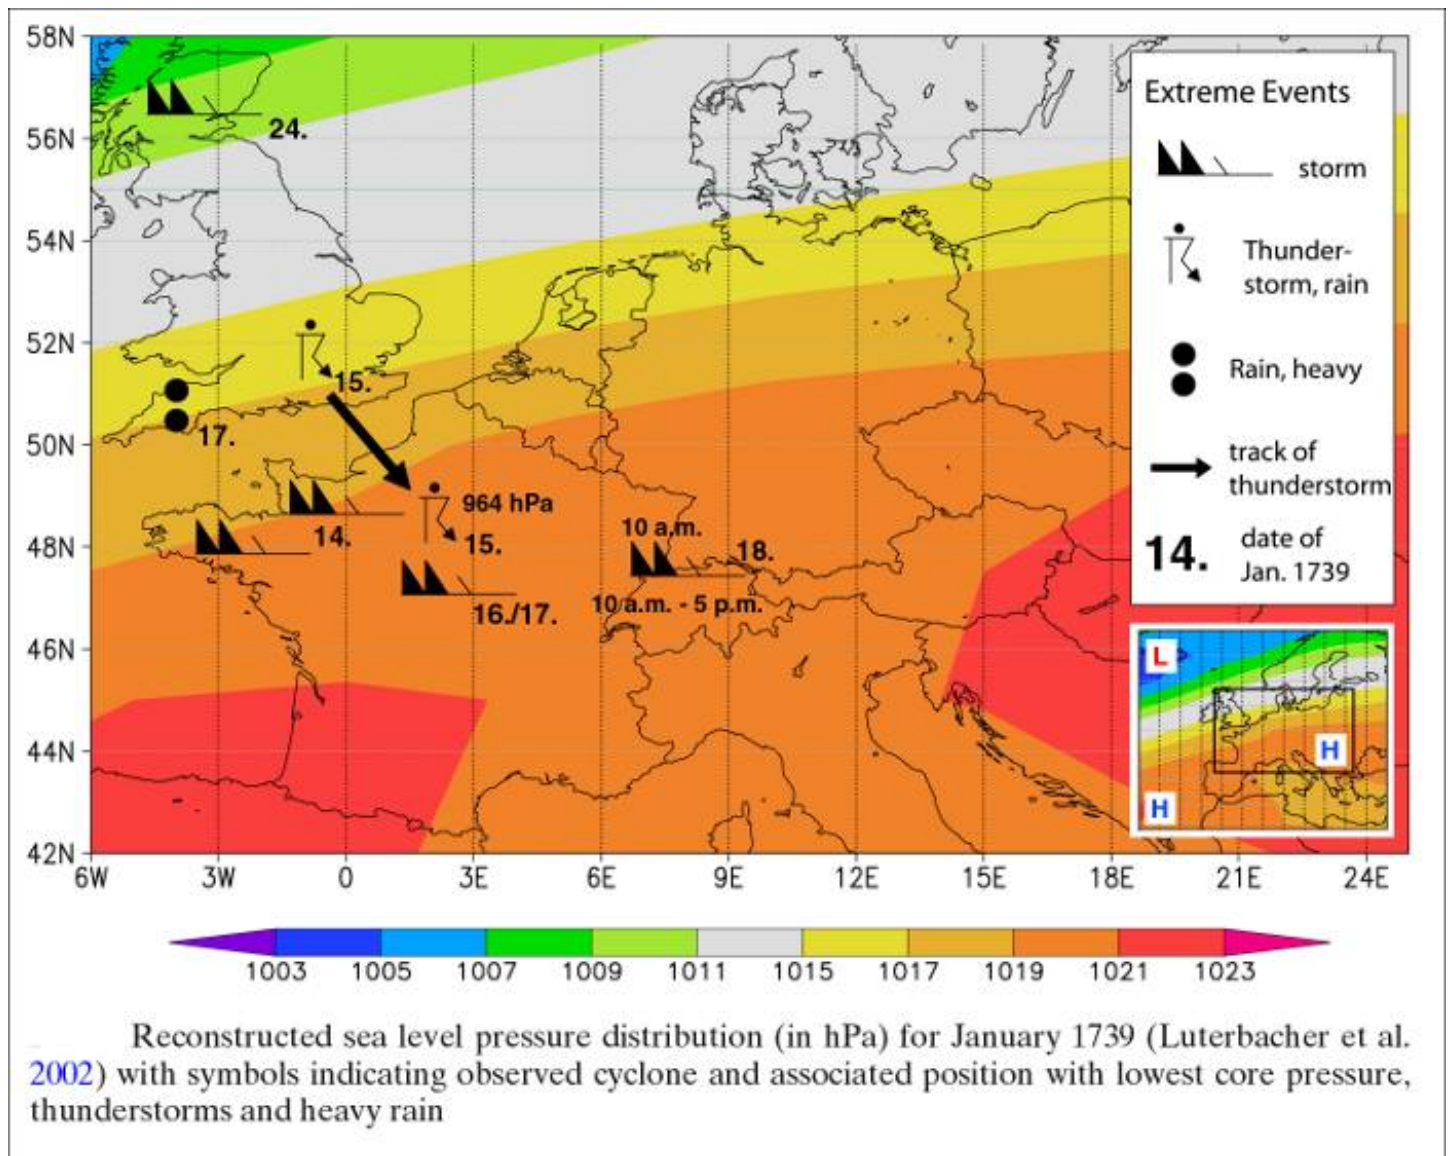 58N
56N
54N
52N
50N
48N
46N
44N
42N
6W 3W 0 3E 6E 9E 12E 15E 18E 21E 24E
24.
15.
17.
964 hPa
14.
15.
10 a.m.
18.
10 a.m. - 5 p.m.
16./17.
Extreme Events
storm
Thunder-
storm, rain
Rain, heavy
track of
thunderstorm
14.
date of
Jan. 1739
L
H
H
1003 1005 1007 1009 1011 1015 1017 1019 1021 1023
Reconstructed sea level pressure distribution (in hPa) for January 1739 (Luterbacher et al.
2002) with symbols indicating observed cyclone and associated position with lowest core pressure,
thunderstorms and heavy rain